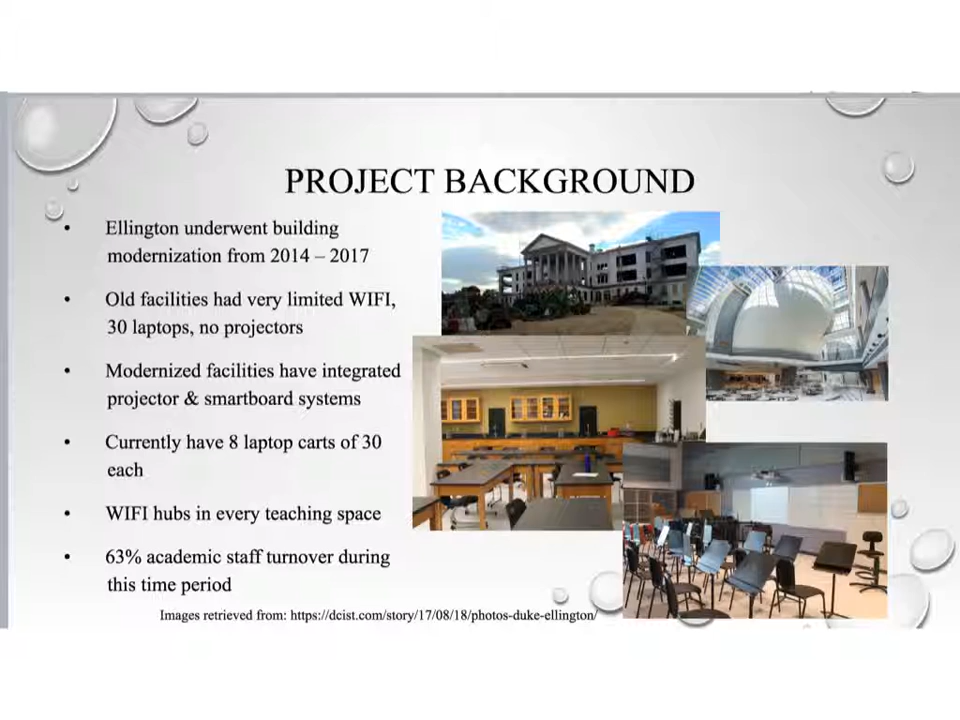 PROJECT BACKGROUND
• Ellington underwent building
modernization from 2014 – 2017
• Old facilities had very limited WIFI,
30 laptops, no projectors
• Modernized facilities have integrated
projector & smartboard systems
• Currently have 8 laptop carts of 30
each
• WIFI hubs in every teaching space
• 63% academic staff turnover during
this time period
Images retrieved from: https://dcist.com/story/17/08/18/photos-duke-ellington/